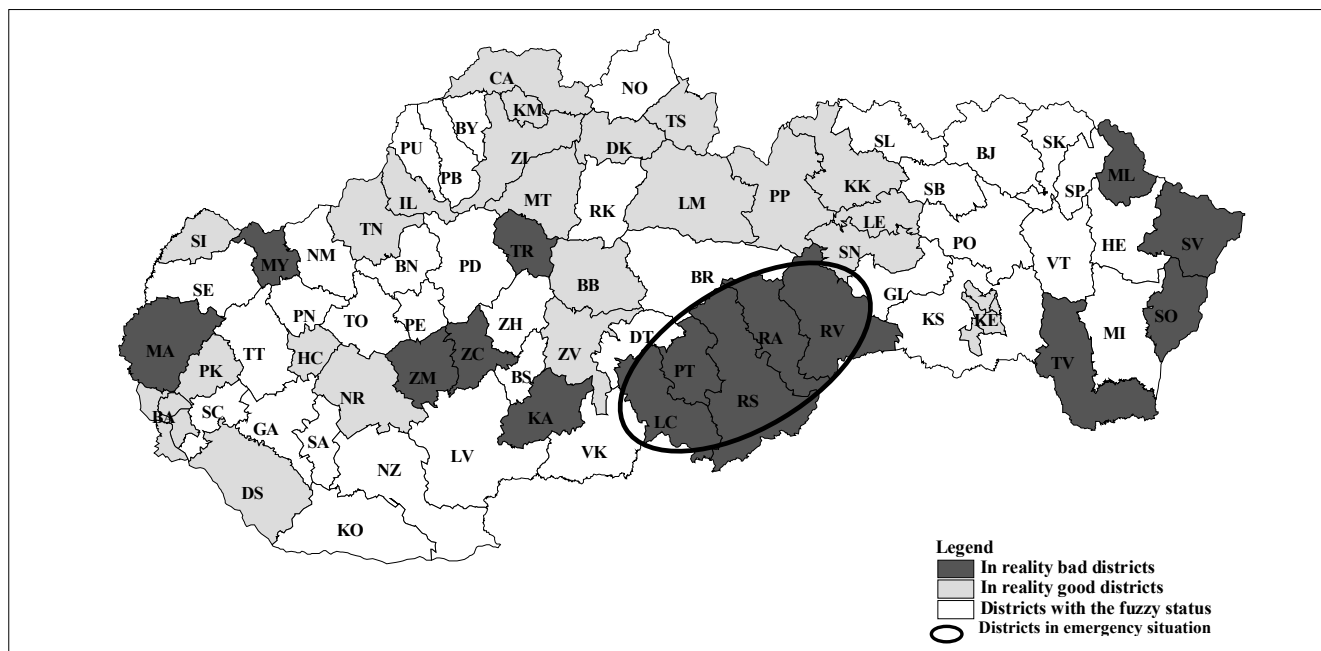 CA
NO
KM
TS
BY
PU
ZI
DK
SL
BJ
SK
PB
ML
MT
PP
KK
SB
SP
IL
RK
LM
LE
TN
SI
PO
HE
SV
NM
TR
SN
MY
BN
PD
BR
VT
SE
BB
GL
PN
TO
PE
ZH
KS
KE
SO
MA
TT
HC
ZC
DT
RA
RV
MI
PK
ZM
BS
ZV
PT
TV
NR
RS
BA
SC
KA
LC
GA
SA
LV
VK
NZ
DS
KO
Legend
In reality bad districts
In reality good districts
Districts with the fuzzy status
Districts in emergency situation